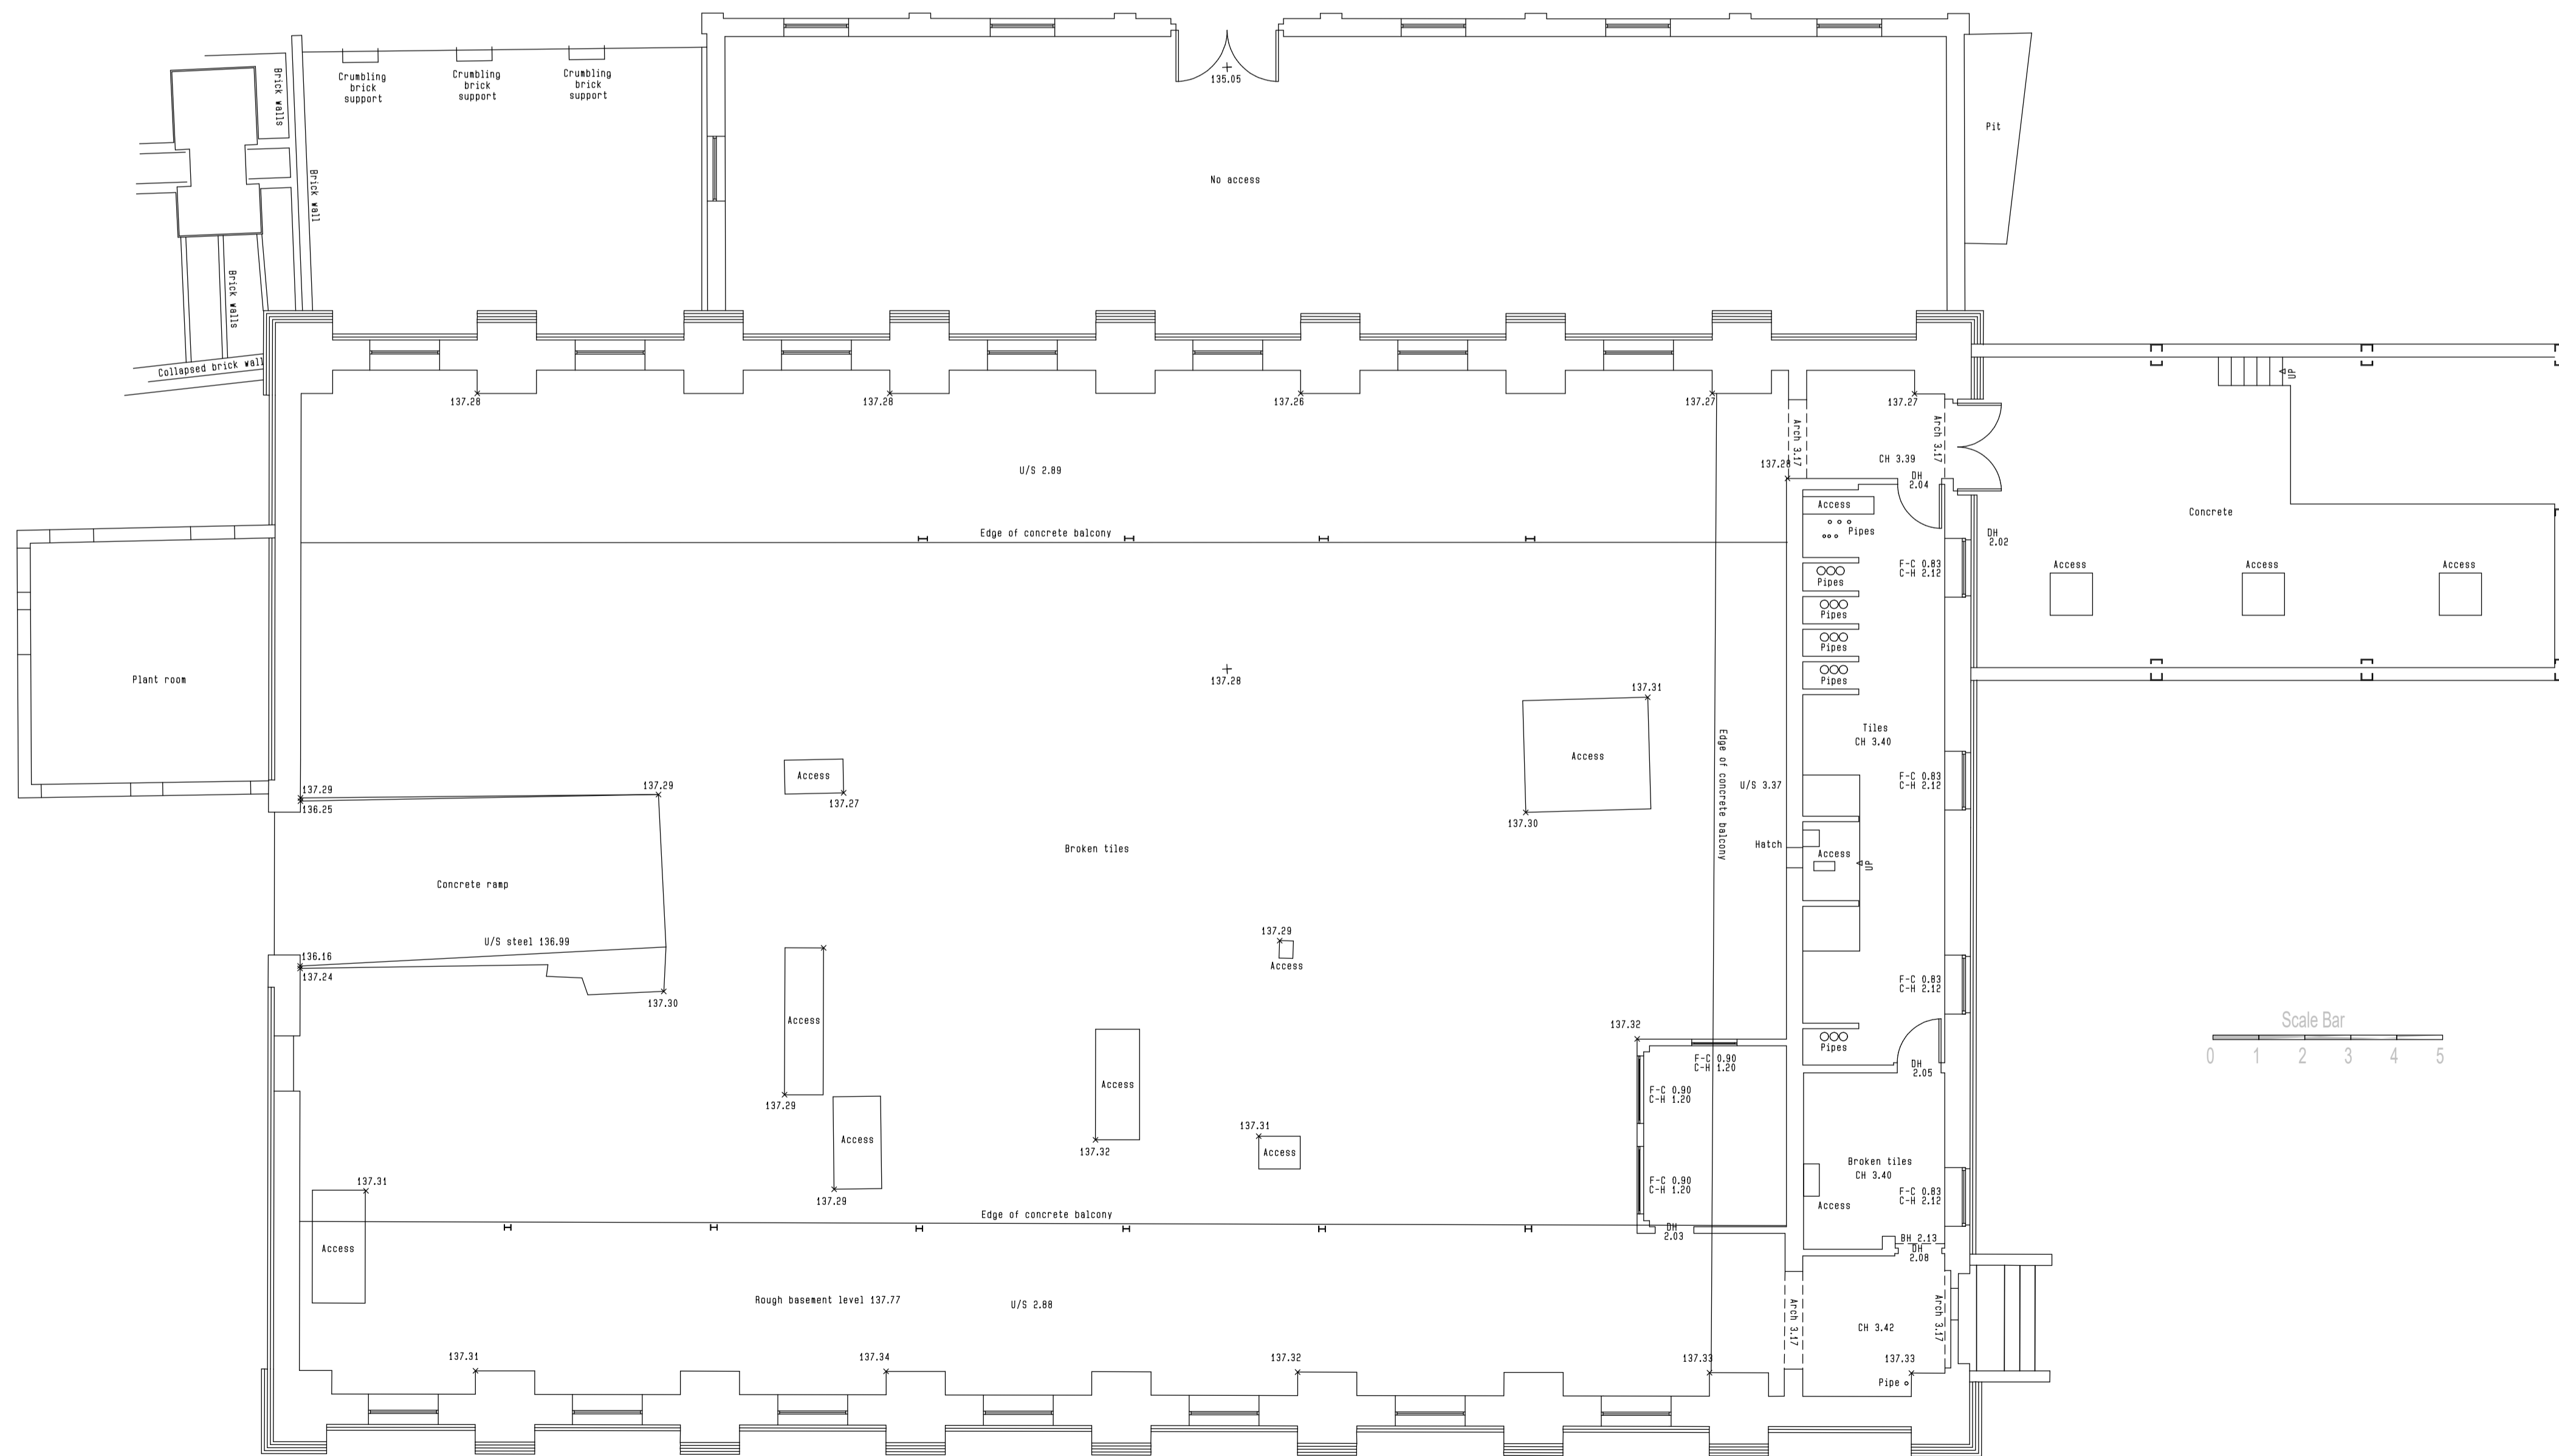 Brick walls
Crumbling
brick
support
Crumbling
brick
support
Crumbling
brick
support
135.05
Pit
Brick wall
No access
Brick walls
Collapsed brick wall
137.28
137.28
137.26
137.27
137.27
UP
Arch 3.17
Arch 3.17
U/S 2.89
137.28
CH 3.39
DH
2.04
Access
Pipes
Edge of concrete balcony
DH
2.02
Concrete
F-C 0.83
C-H 2.12
Access
Access
Access
Pipes
Pipes
Pipes
Pipes
Plant room
137.28
137.31
Tiles
CH 3.40
Access
Access
137.29
137.29
137.27
136.25
137.30
Edge of concrete balcony
U/S 3.37
F-C 0.83
C-H 2.12
Broken tiles
Hatch
Access
UP
Concrete ramp
U/S steel 136.99
136.16
137.24
137.30
137.29
Access
F-C 0.83
C-H 2.12
Access
137.29
137.32
Pipes
Scale Bar
0 1 2 3 4 5
F-C 0.90
C-H 1.20
DH
2.05
F-C 0.90
C-H 1.20
Access
137.32
Access
137.29
137.31
Access
Broken tiles
CH 3.40
F-C 0.90
C-H 1.20
F-C 0.83
C-H 2.12
Access
137.31
Access
Edge of concrete balcony
DH
2.03
BH 2.13
DH
2.08
Rough basement level 137.77
U/S 2.88
Arch 3.17
CH 3.42
Arch 3.17
137.31
137.34
137.32
137.33
137.33
Pipe